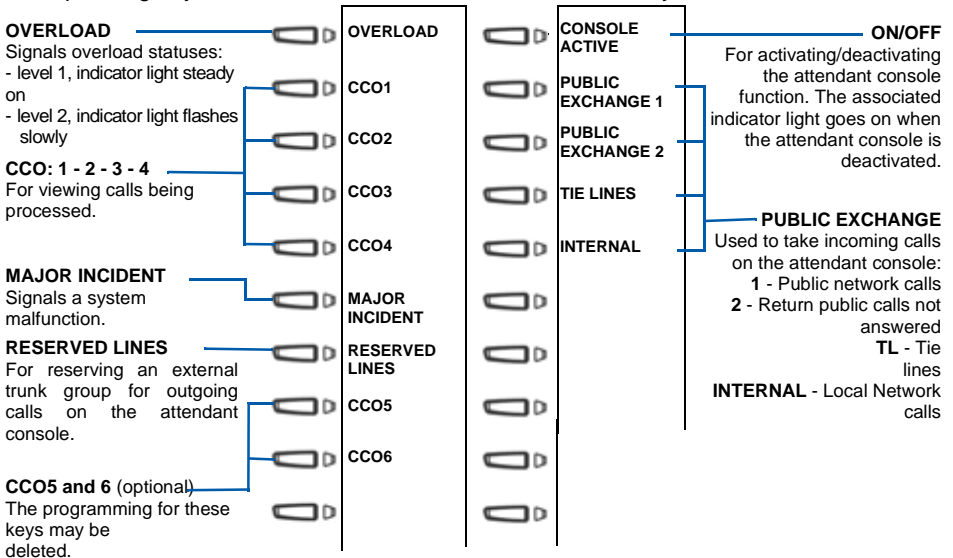 OVERLOAD
Signals overload statuses:
- level 1, indicator light steady
on
- level 2, indicator light flashes
slowly
CCO: 1 - 2 - 3 - 4
For viewing calls being
processed.
MAJOR INCIDENT
Signals a system
malfunction.
RESERVED LINES
For reserving an external
trunk group for outgoing
calls on the attendant
console.
CCO5 and 6 (optional)
The programming for these
keys may be
deleted.
OVERLOAD
CCO1
CCO2
CCO3
CCO4
MAJOR
INCIDENT
RESERVED
LINES
CCO5
CCO6
CONSOLE
ACTIVE
PUBLIC
EXCHANGE 1
PUBLIC
EXCHANGE 2
TIE LINES
INTERNAL
ON/OFF
For activating/deactivating
the attendant console
function. The associated
indicator light goes on when
the attendant console is
deactivated.
PUBLIC EXCHANGE
Used to take incoming calls
on the attendant console:
1 - Public network calls
2 - Return public calls not
answered
TL - Tie
lines
INTERNAL - Local Network
calls